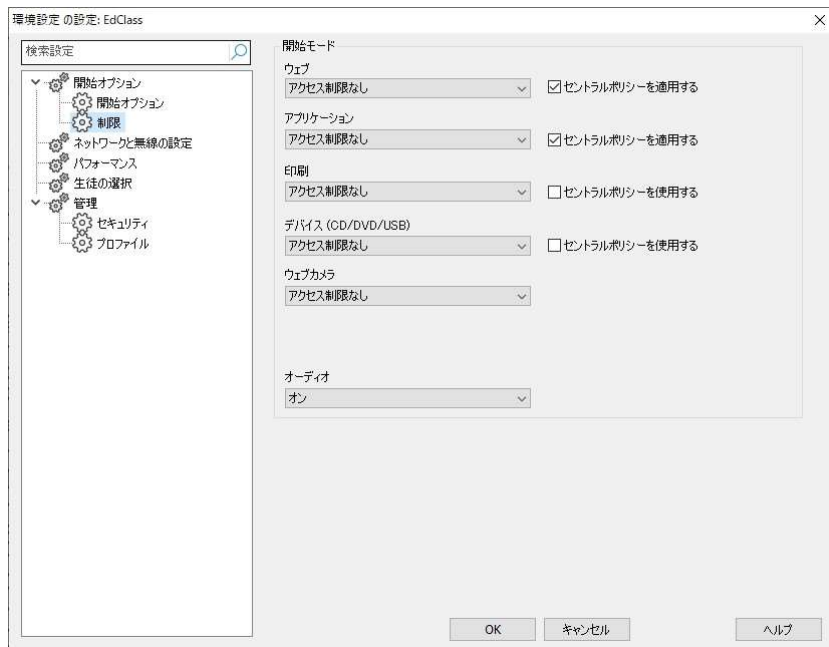 環境設定 の設定: EdClass
検索設定
開始オプション
開始オプション
制限
ネットワークと無線の設定
パフォーマンス
生徒の選択
管理
セキュリティ
プロファイル
開始モード
ウェブ
アクセス制限なし
セントラルポリシーを適用する
アプリケーション
アクセス制限なし
セントラルポリシーを適用する
印刷
アクセス制限なし
セントラルポリシーを使用する
デバイス (CD/DVD/USB)
アクセス制限なし
セントラルポリシーを使用する
ウェブカメラ
アクセス制限なし
オーディオ
オン
OK
キャンセル
ヘルプ